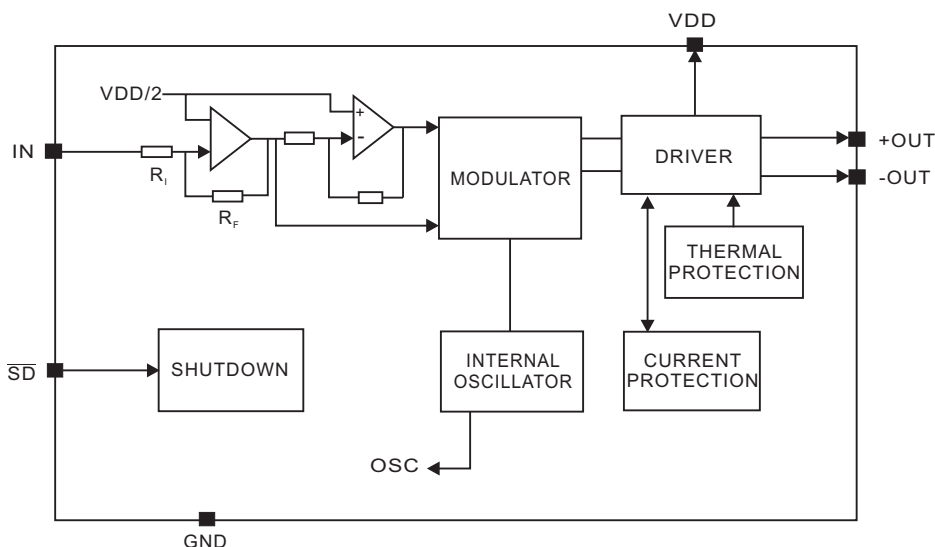 VDD
VDD/2
+
-
IN
RI
RF
MODULATOR
DRIVER
+OUT
-OUT
THERMAL
PROTECTION
SD
SHUTDOWN
INTERNAL
OSCILLATOR
CURRENT
PROTECTION
OSC
GND